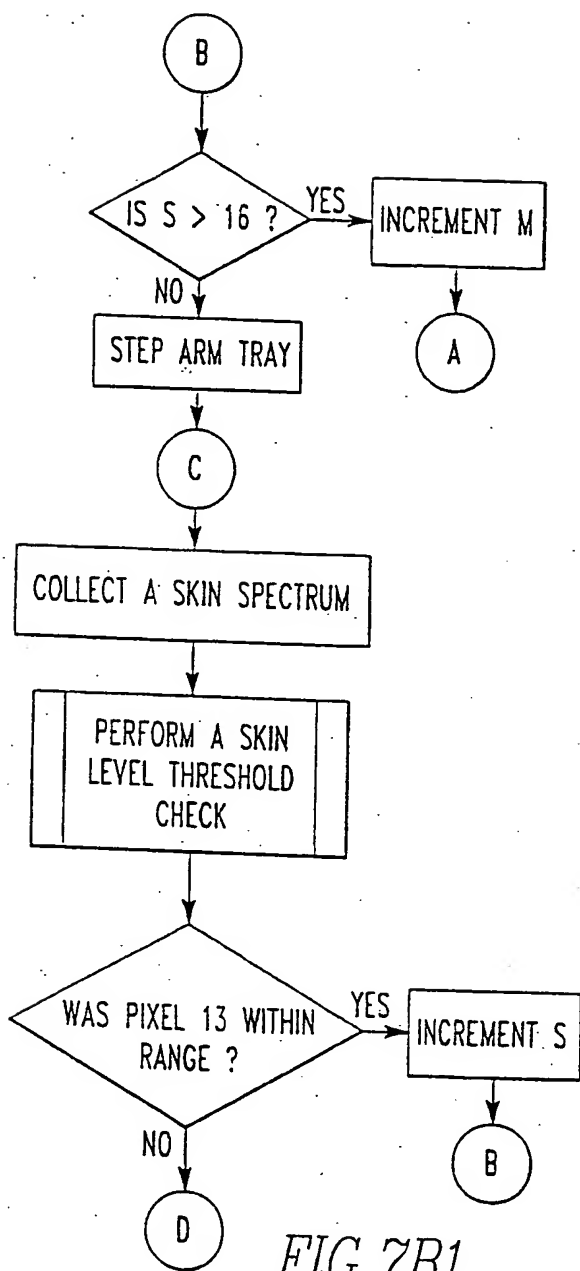 B
IS S > 16 ?
YES
INCREMENT M
NO
STEP ARM TRAY
A
C
COLLECT A SKIN SPECTRUM
PERFORM A SKIN
LEVEL THRESHOLD
CHECK
WAS PIXEL 13 WITHIN
RANGE ?
YES
INCREMENT S
NO
B
D
FIG. 7B1